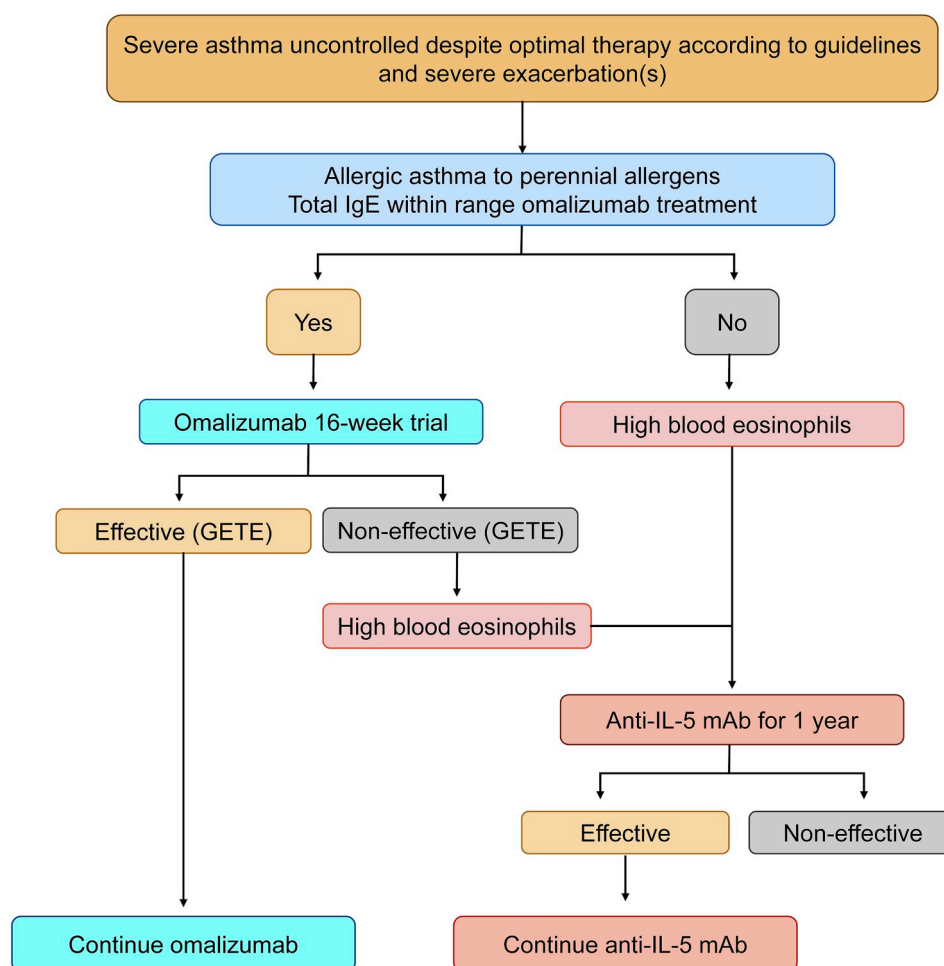 Severe asthma uncontrolled despite optimal therapy according to guidelines
and severe exacerbation(s)
Allergic asthma to perennial allergens
Total IgE within range omalizumab treatment
Yes
No
Omalizumab 16-week trial
High blood eosinophils
Effective (GETE)
Non-effective (GETE)
High blood eosinophils
Anti-IL-5 mAb for 1 year
Effective
Non-effective
Continue omalizumab
Continue anti-IL-5 mAb